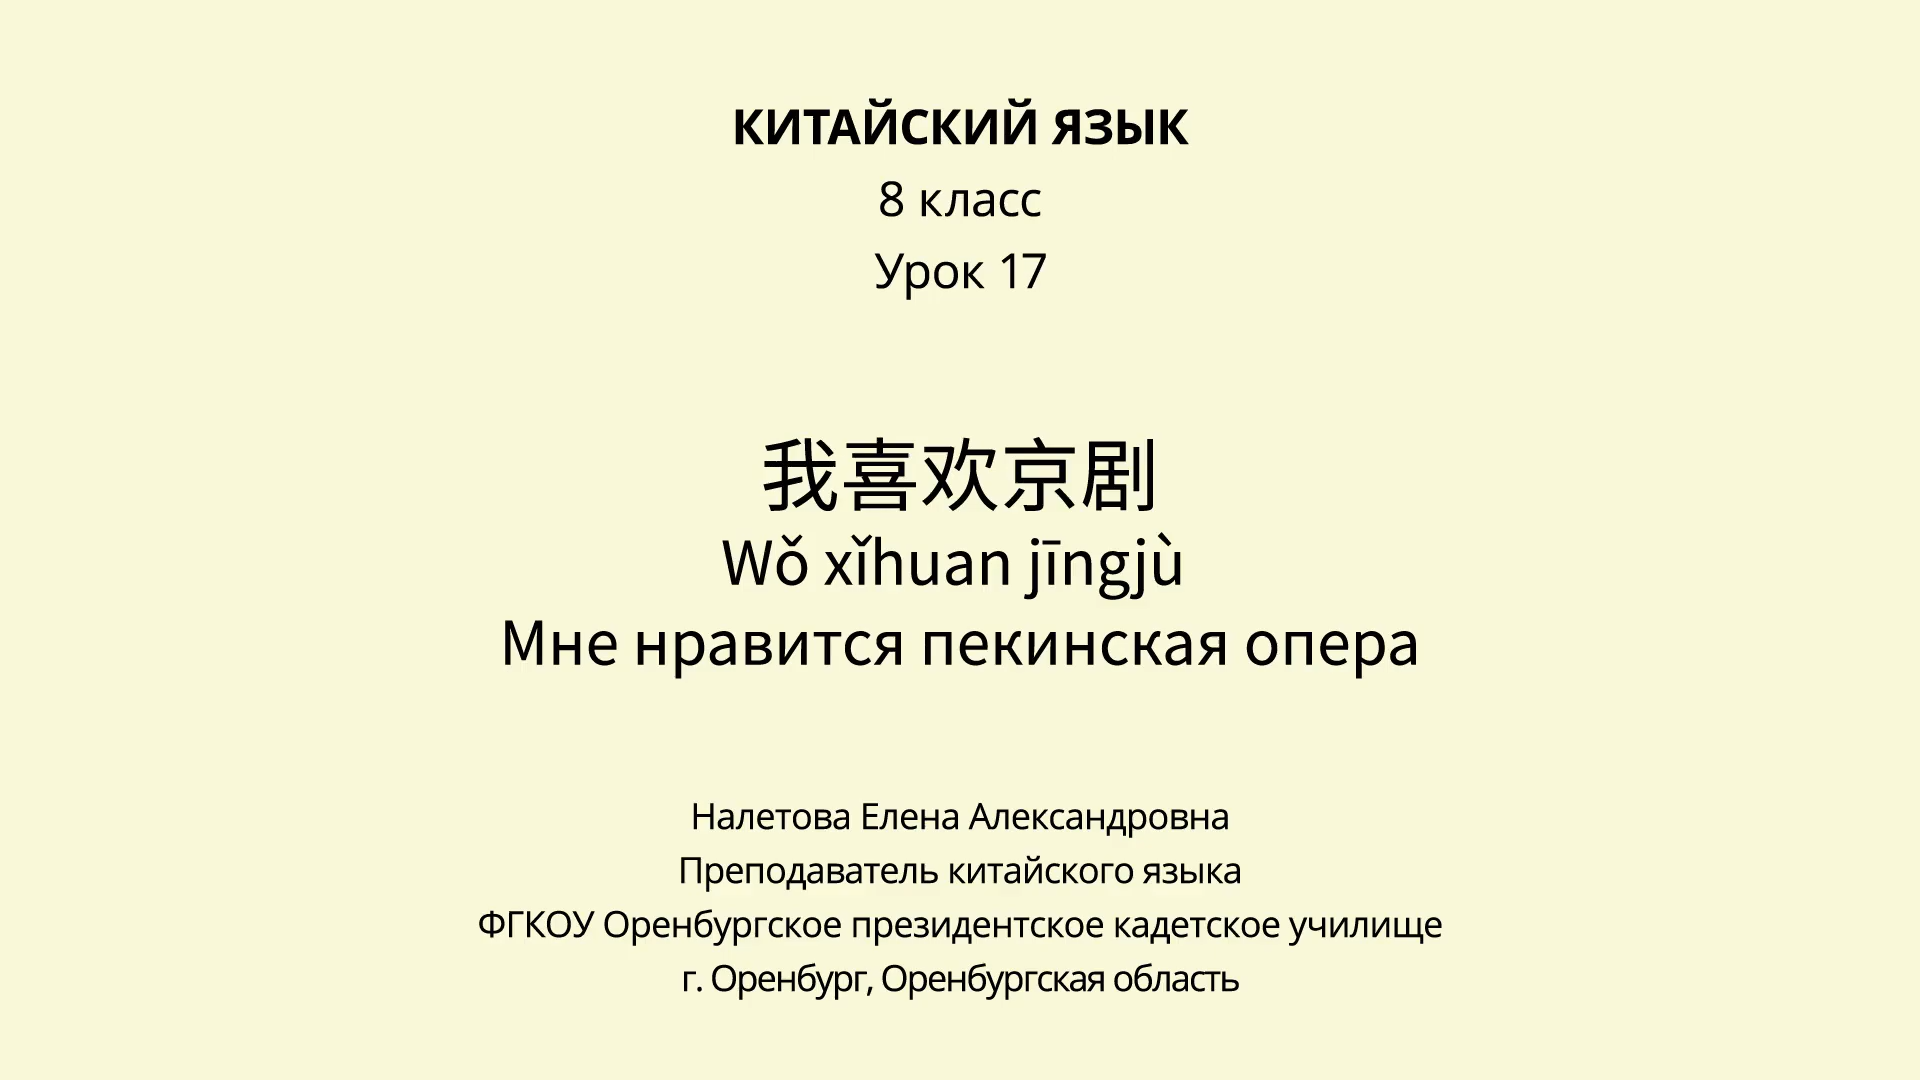 КИТАЙСКИЙ ЯЗЫК
8 класс
Урок 17
我喜欢京剧
Wǒ xǐhuan jīngjù
Мне нравится пекинская опера
Налетова Елена Александровна
Преподаватель китайского языка
ФГКОУ Оренбургское президентское кадетское училище
г. Оренбург, Оренбургская область